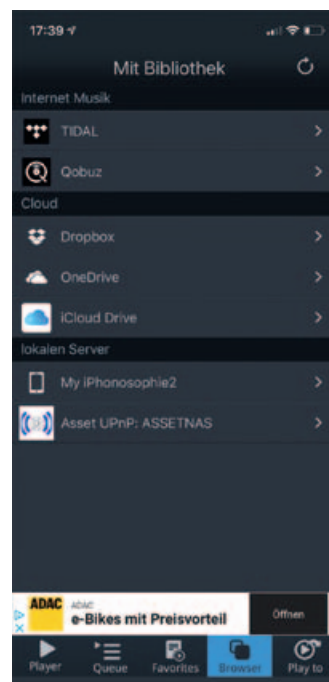 17:39
Mit Bibliothek
Internet Musik
TIDAL
Qobuz
Cloud
Dropbox
OneDrive
iCloud Drive
lokalen Server
My iPhonosophie2
Asset UPnP: ASSETNAS
ADAC
ADAC
e-Bikes mit Preisvorteil
Öffnen
Player
Queue
Favorites
Browser
Play to